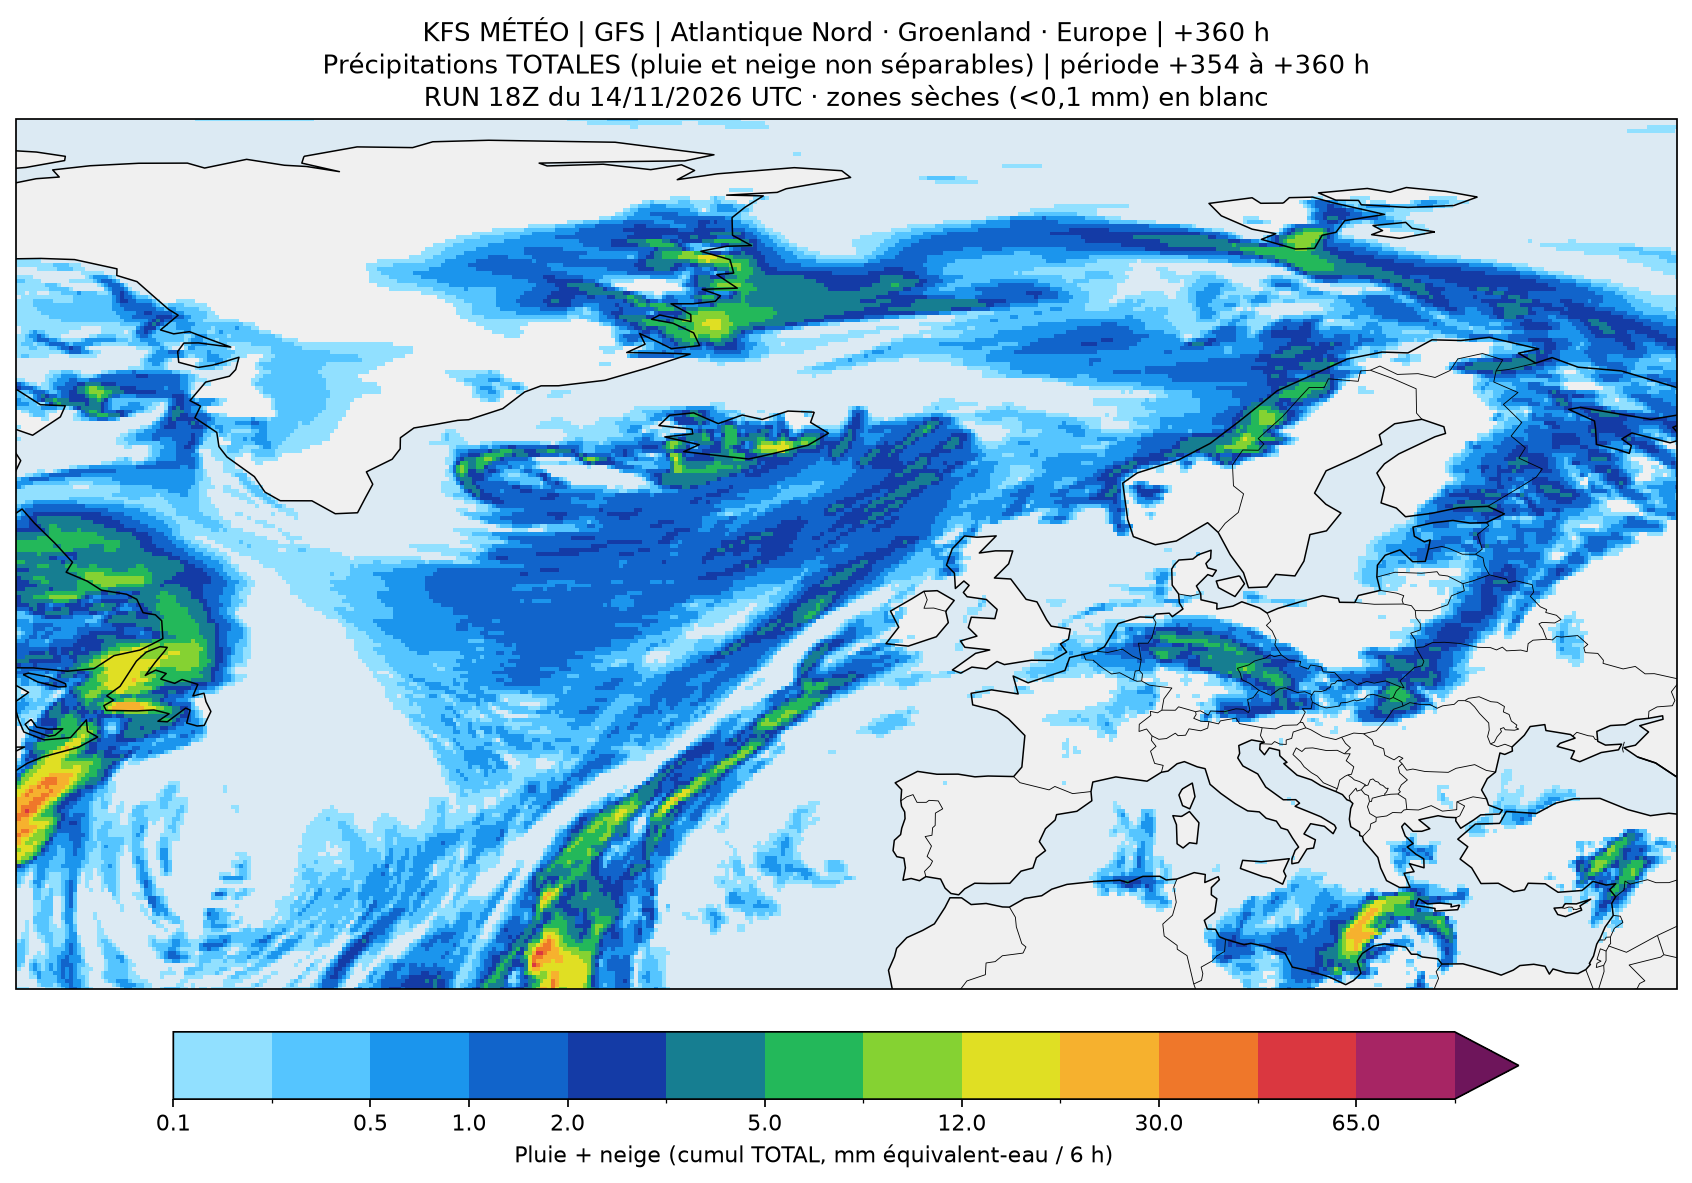 KFS MÉTÉO | GFS | Atlantique Nord · Groenland · Europe | +360 h
Précipitations TOTALES (pluie et neige non séparables) | période +354 à +360 h
RUN 18Z du 14/11/2026 UTC · zones sèches (<0,1 mm) en blanc
0.1 0.5 1.0 2.0 5.0 12.0 30.0 65.0
Pluie + neige (cumul TOTAL, mm équivalent-eau / 6 h)